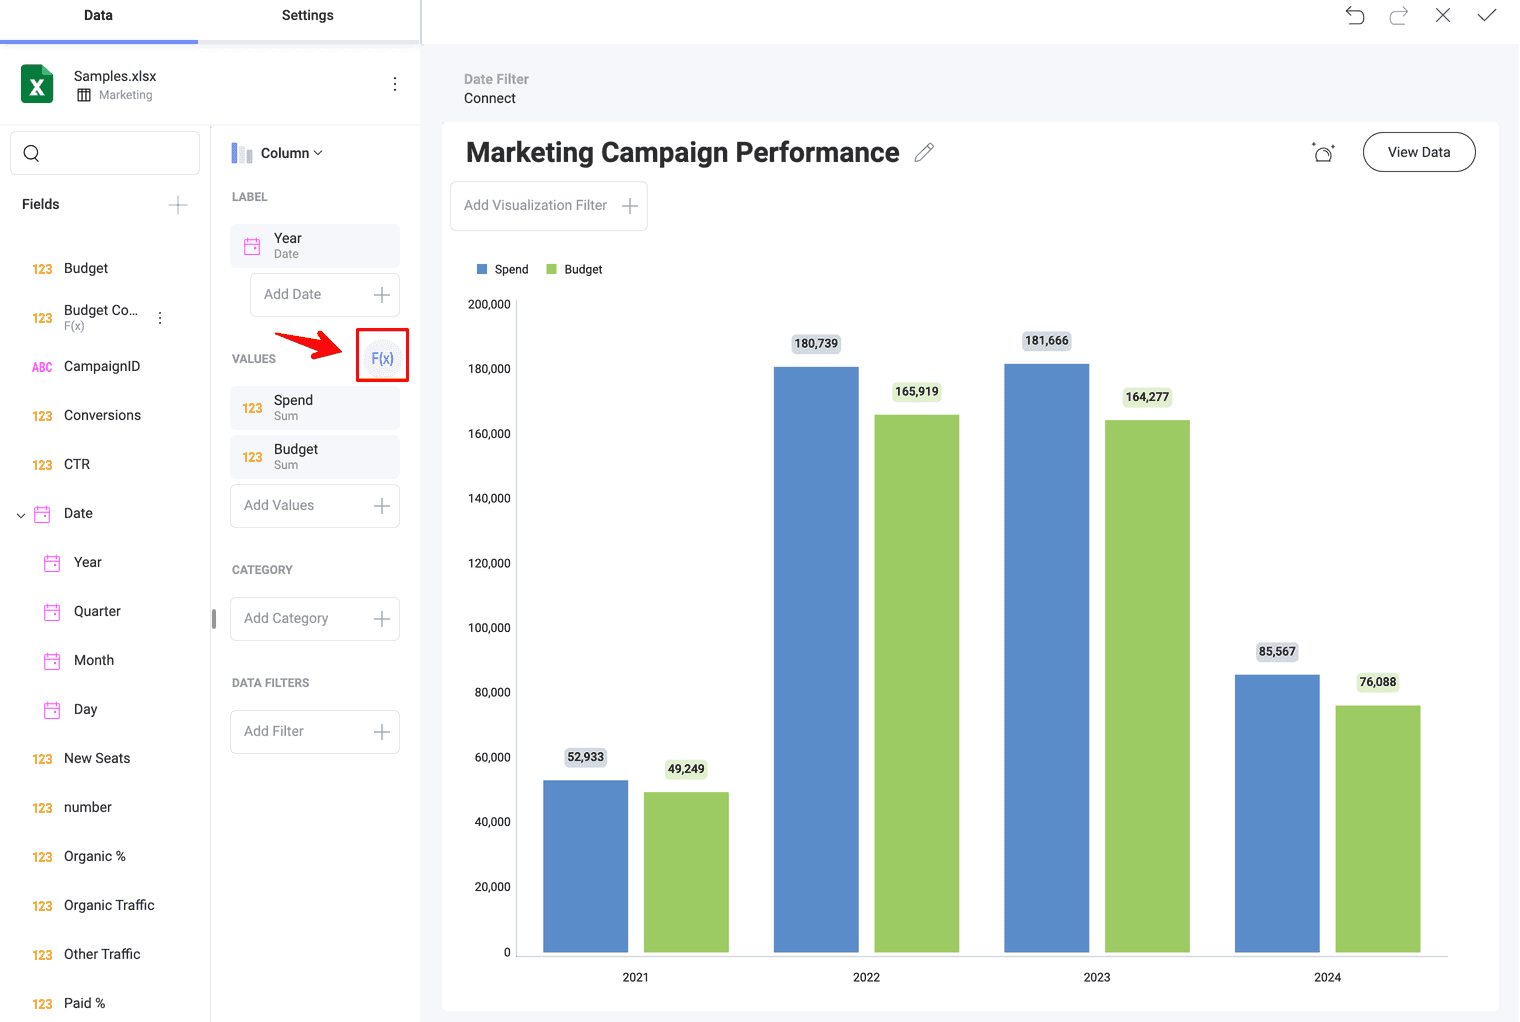 Data
Settings
Samples.xlsx
Marketing
Fields
123 Budget
123 Budget Co...
F(x)
ABC CampaignID
123 Conversions
123 CTR
Date
Year
Quarter
Month
Day
123 New Seats
123 number
123 Organic %
123 Organic Traffic
123 Other Traffic
123 Paid %
Column
LABEL
Year
Date
Add Date
VALUES
F(x)
123 Spend
Sum
123 Budget
Sum
Add Values
CATEGORY
Add Category
DATA FILTERS
Add Filter
Date Filter
Connect
Marketing Campaign Performance
View Data
Add Visualization Filter
Spend Budget
200,000
180,000
160,000
140,000
120,000
100,000
80,000
60,000
40,000
20,000
0
52,933
49,249
180,739
165,919
181,666
164,277
85,567
76,088
2021 2022 2023 2024